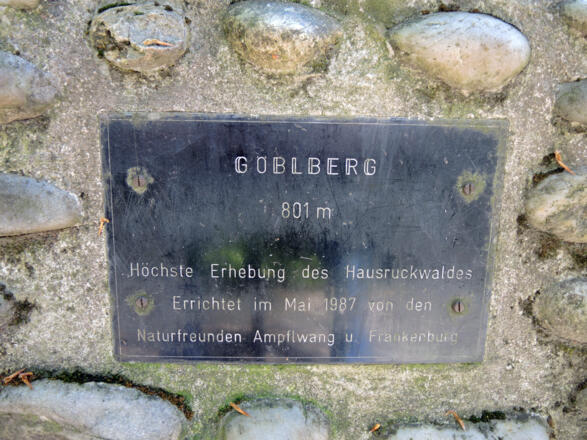 GÖBLBERG
801 m
Höchste Erhebung des Hausruckwaldes
Errichtet im Mai 1987 von den
Naturfreunden Ampflwang u. Frankenburg